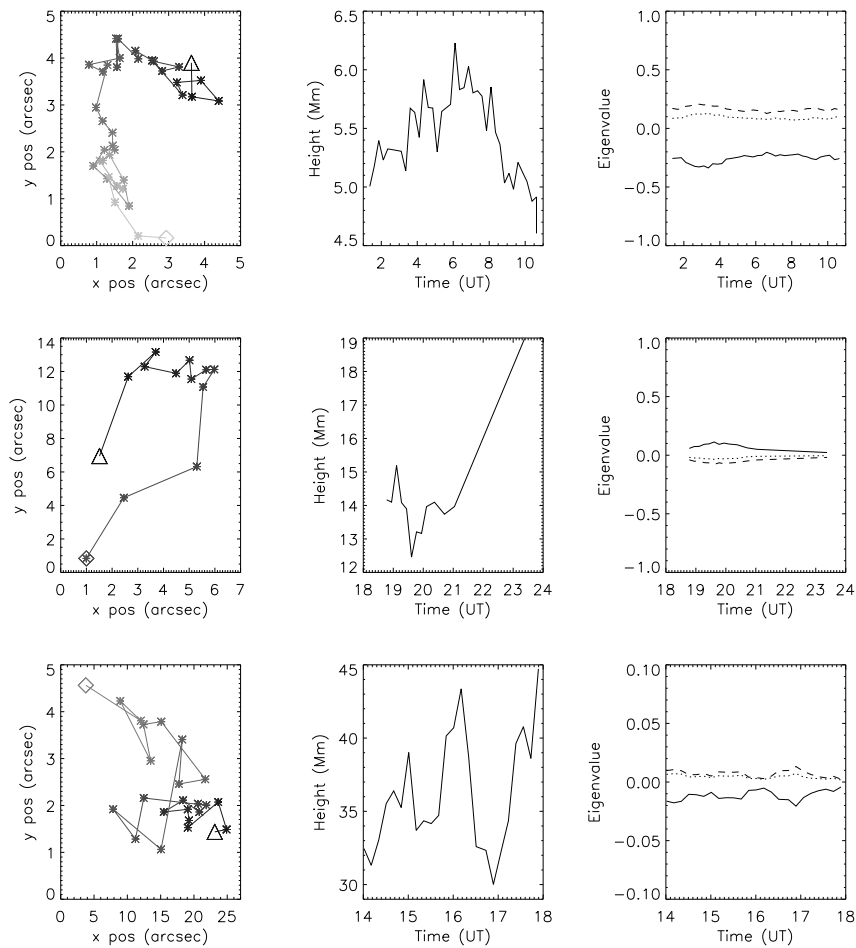 5
4
3
2
1
0
0 1 2 3 4 5
x pos (arcsec)
y pos (arcsec)
6.5
6.0
5.5
5.0
4.5
2 4 6 8 10
Time (UT)
Height (Mm)
1.0
0.5
0.0
−0.5
−1.0
2 4 6 8 10
Time (UT)
Eigenvalue
14
12
10
8
6
4
2
0
0 1 2 3 4 5 6 7
x pos (arcsec)
y pos (arcsec)
19
18
17
16
15
14
13
12
18 19 20 21 22 23 24
Time (UT)
Height (Mm)
1.0
0.5
0.0
−0.5
−1.0
18 19 20 21 22 23 24
Time (UT)
Eigenvalue
5
4
3
2
1
0
0 5 10 15 20 25
x pos (arcsec)
y pos (arcsec)
45
40
35
30
14 15 16 17 18
Time (UT)
Height (Mm)
0.10
0.05
0.00
−0.05
−0.10
14 15 16 17 18
Time (UT)
Eigenvalue